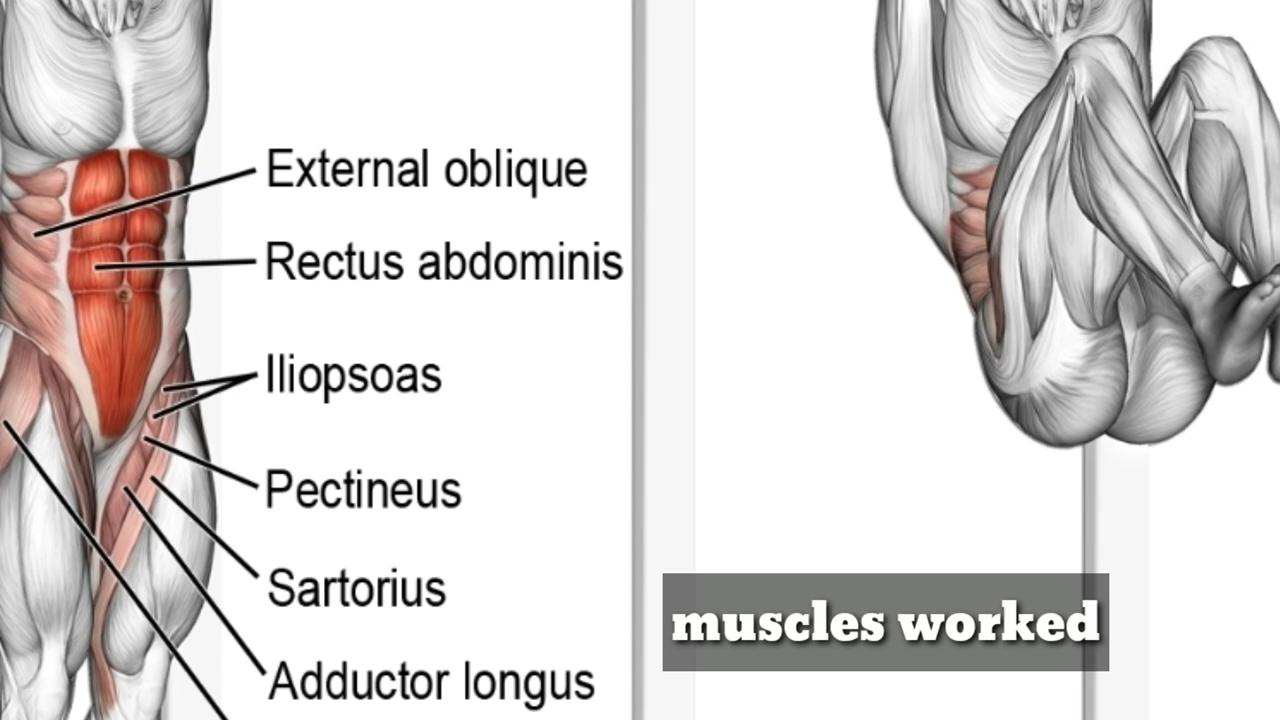 External oblique
Rectus abdominis
Iliopsoas
Pectineus
Sartorius
Adductor longus
muscles worked